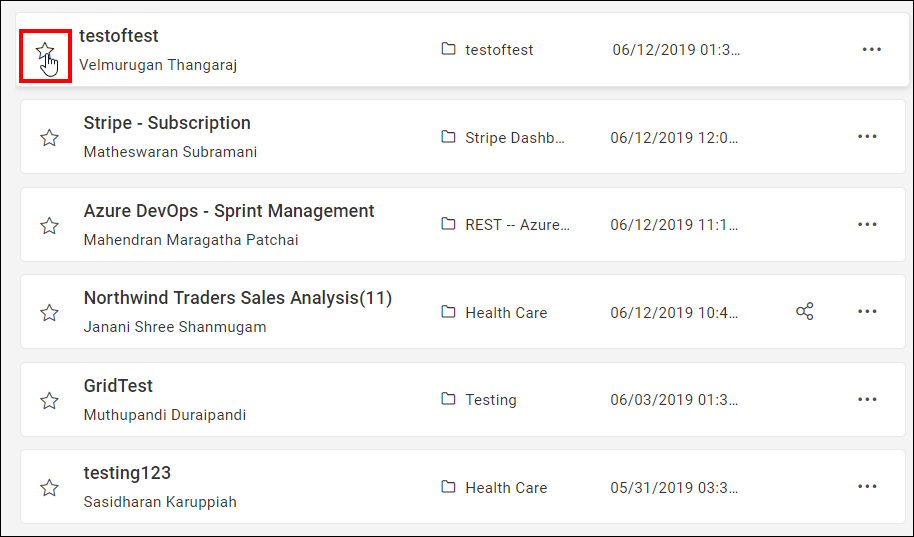 testoftest
Velmurugan Thangaraj
testoftest
06/12/2019 01:3...
Stripe - Subscription
Matheswaran Subramani
Stripe Dashb...
06/12/2019 12:0...
Azure DevOps - Sprint Management
Mahendran Maragatha Patchai
REST -- Azure...
06/12/2019 11:1...
Northwind Traders Sales Analysis(11)
Janani Shree Shanmugam
Health Care
06/12/2019 10:4...
GridTest
Muthupandi Duraipandi
Testing
06/03/2019 01:3...
testing123
Sasidharan Karuppiah
Health Care
05/31/2019 03:3...